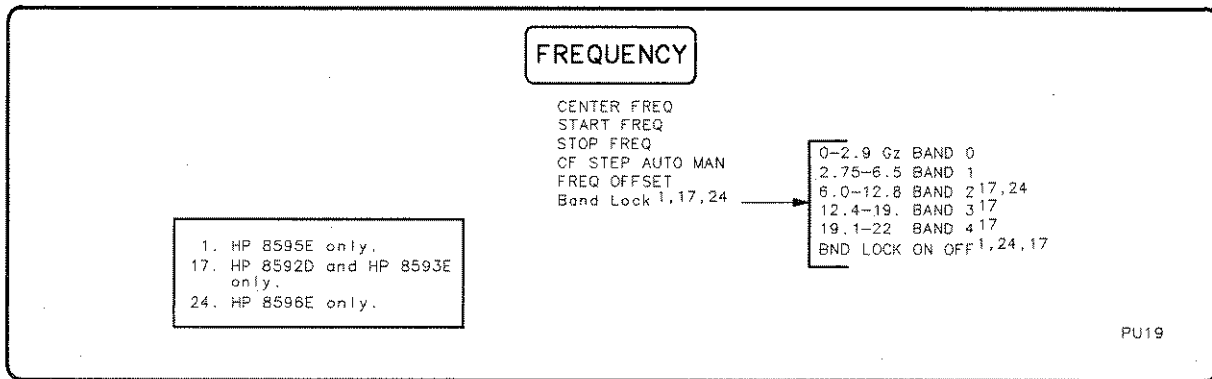 FREQUENCY
CENTER FREQ
START FREQ
STOP FREQ
CF STEP AUTO MAN
FREQ OFFSET
Band Lock 1,17,24
0-2.9 Gz BAND 0
2.75-6.5 BAND 1
6.0-12.8 BAND 2 17,24
12.4-19. BAND 3 17
19.1-22 BAND 4 17
BND LOCK ON OFF 1,24,17
1. HP 8595E only.
17. HP 8592D and HP 8593E
only.
24. HP 8596E only.
PU19